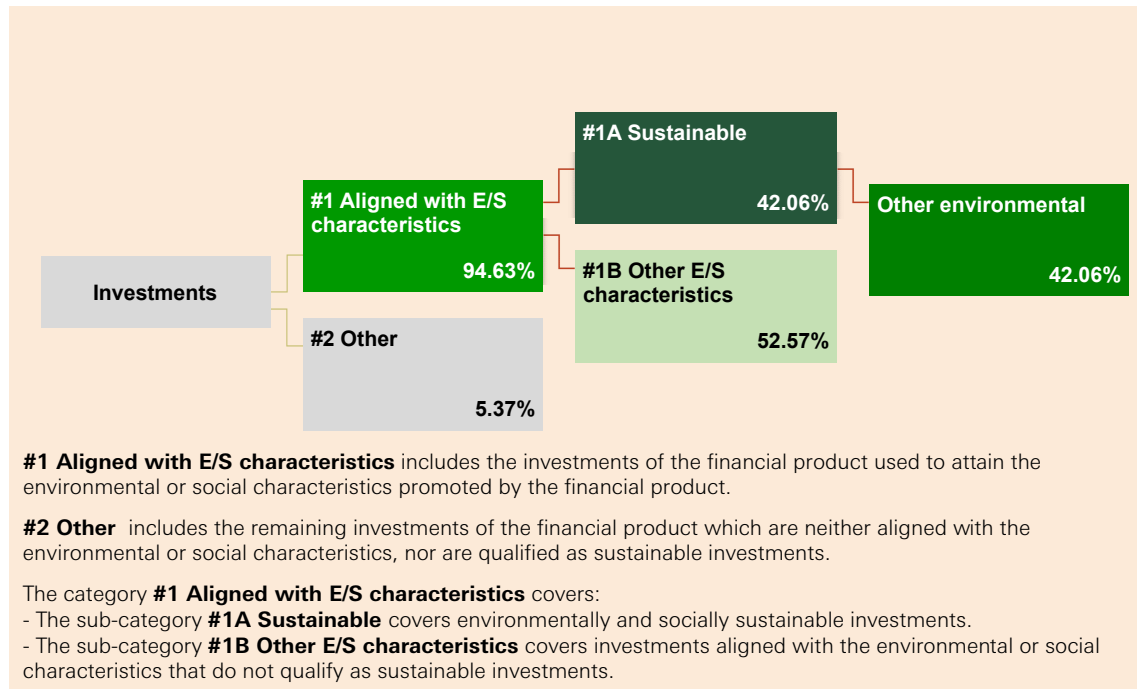 #1A Sustainable
42.06%
#1 Aligned with E/S
characteristics
94.63%
Other environmental
42.06%
Investments
#1B Other E/S
characteristics
52.57%
#2 Other
5.37%
#1 Aligned with E/S characteristics includes the investments of the financial product used to attain the
environmental or social characteristics promoted by the financial product.
#2 Other includes the remaining investments of the financial product which are neither aligned with the
environmental or social characteristics, nor are qualified as sustainable investments.
The category #1 Aligned with E/S characteristics covers:
- The sub-category #1A Sustainable covers environmentally and socially sustainable investments.
- The sub-category #1B Other E/S characteristics covers investments aligned with the environmental or social
characteristics that do not qualify as sustainable investments.